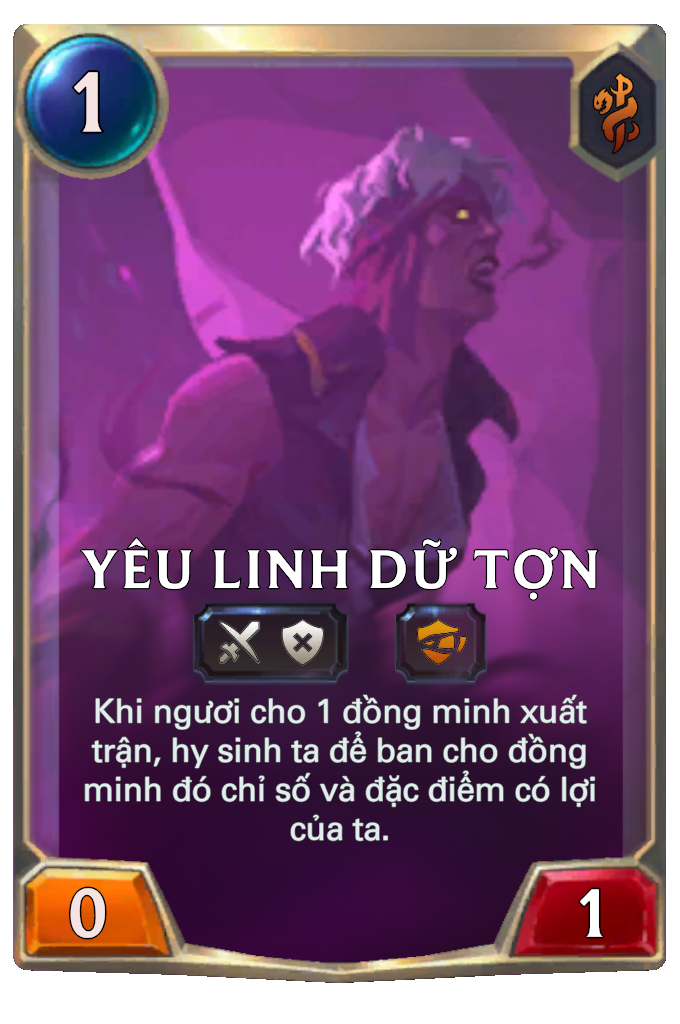 1
YÊU LINH DỮ TỢN
Khi ngươi cho 1 đồng minh xuất
trận, hy sinh ta để ban cho đồng
minh đó chỉ số và đặc điểm có lợi
của ta.
0
1